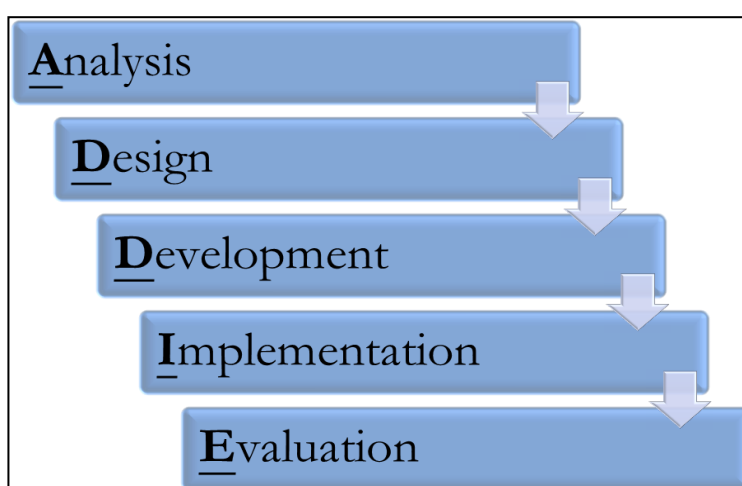 Analysis
Design
Development
Implementation
Evaluation